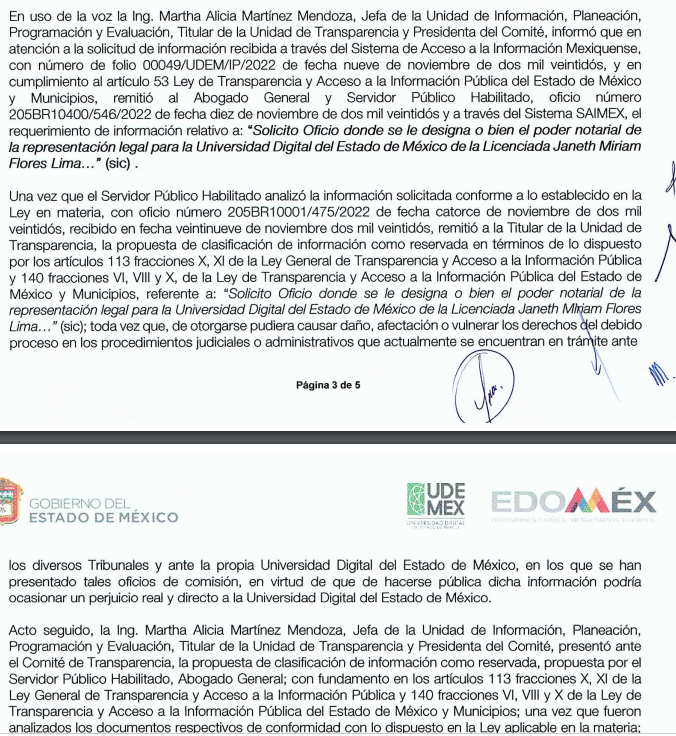 En uso de la voz la Ing. Martha Alicia Martínez Mendoza, Jefa de la Unidad de Información, Planeación,
Programación y Evaluación, Titular de la Unidad de Transparencia y Presidenta del Comité, informó que en
atención a la solicitud de información recibida a través del Sistema de Acceso a la Información Mexiquense,
con número de folio 00049/UDEM/IP/2022 de fecha nueve de noviembre de dos mil veintidós, y en
cumplimiento al artículo 53 Ley de Transparencia y Acceso a la Información Pública del Estado de México
y Municipios, remitió al Abogado General y Servidor Público Habilitado, oficio número
205BR10400/546/2022 de fecha diez de noviembre de dos mil veintidós y a través del Sistema SAIMEX, el
requerimiento de información relativo a: “Solicito Oficio donde se le designa o bien el poder notarial de
la representación legal para la Universidad Digital del Estado de México de la Licenciada Janeth Miriam
Flores Lima…” (sic) .
Una vez que el Servidor Público Habilitado analizó la información solicitada conforme a lo establecido en la
Ley en materia, con oficio número 205BR10001/475/2022 de fecha catorce de noviembre de dos mil
veintidós, recibido en fecha veintinueve de noviembre de dos mil veintidós, remitió a la Titular de la Unidad de
Transparencia, la propuesta de clasificación de información como reservada en términos de lo dispuesto
por los artículos 113 fracciones X, XI de la Ley General de Transparencia y Acceso a la Información Pública
y 140 fracciones VI, VIII y X, de la Ley de Transparencia y Acceso a la Información Pública del Estado de
México y Municipios, referente a: “Solicito Oficio donde se le designa o bien el poder notarial de la
representación legal para la Universidad Digital del Estado de México de la Licenciada Janeth Miriam Flores
Lima…” (sic); toda vez que, de otorgarse pudiera causar daño, afectación o vulnerar los derechos del debido
proceso en los procedimientos judiciales o administrativos que actualmente se encuentran en trámite ante
Página 3 de 5
GOBIERNO DEL
ESTADO DE MÉXICO
UDE
MEX
UNIVERSIDAD DIGITAL
EDOMÉX
DECISIONES FIRMES, RESULTADOS FUERTES
los diversos Tribunales y ante la propia Universidad Digital del Estado de México, en los que se han
presentado tales oficios de comisión, en virtud de que de hacerse pública dicha información podría
ocasionar un perjuicio real y directo a la Universidad Digital del Estado de México.
Acto seguido, la Ing. Martha Alicia Martínez Mendoza, Jefa de la Unidad de Información, Planeación,
Programación y Evaluación, Titular de la Unidad de Transparencia y Presidenta del Comité, presentó ante
el Comité de Transparencia, la propuesta de clasificación de información como reservada, propuesta por el
Servidor Público Habilitado, Abogado General; con fundamento en los artículos 113 fracciones X, XI de la
Ley General de Transparencia y Acceso a la Información Pública y 140 fracciones VI, VIII y X de la Ley de
Transparencia y Acceso a la Información Pública del Estado de México y Municipios; una vez que fueron
analizados los documentos respectivos de conformidad con lo dispuesto en la Ley aplicable en la materia;